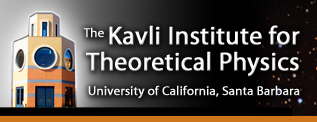 The Kavli Institute for
Theoretical Physics
University of California, Santa Barbara